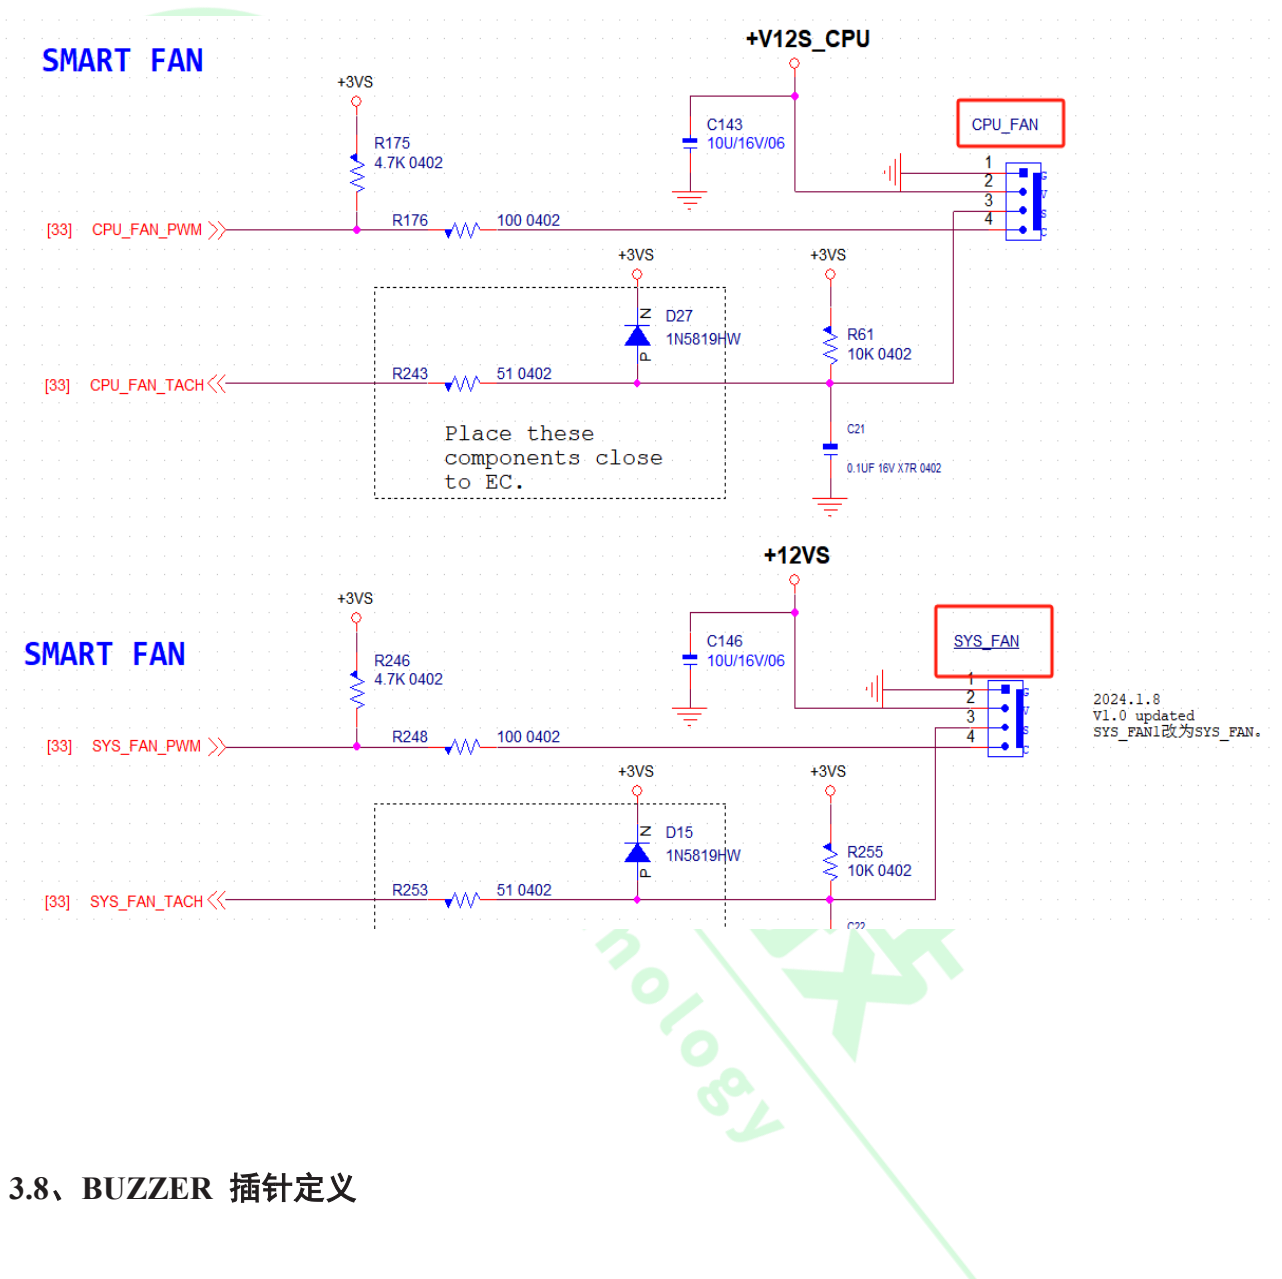 SMART FAN
+V12S_CPU
+3VS
C143
10U/16V/06
CPU_FAN
R175
4.7K 0402
1
2
3
4
G
V
S
C
[33] CPU_FAN_PWM
R176
100 0402
+3VS
+3VS
N
D27
1N5819HW
P
R61
10K 0402
[33] CPU_FAN_TACH
R243
51 0402
Place these
components close
to EC.
C21
0.1UF 16V X7R 0402
+12VS
+3VS
SMART FAN
C146
10U/16V/06
SYS_FAN
R246
4.7K 0402
1
2
3
4
G
V
S
C
2024.1.8
V1.0 updated
SYS_FAN1改为SYS_FAN。
[33] SYS_FAN_PWM
R248
100 0402
+3VS
+3VS
N
D15
1N5819HW
P
R255
10K 0402
[33] SYS_FAN_TACH
R253
51 0402
C22
nology
3.8、BUZZER 插针定义